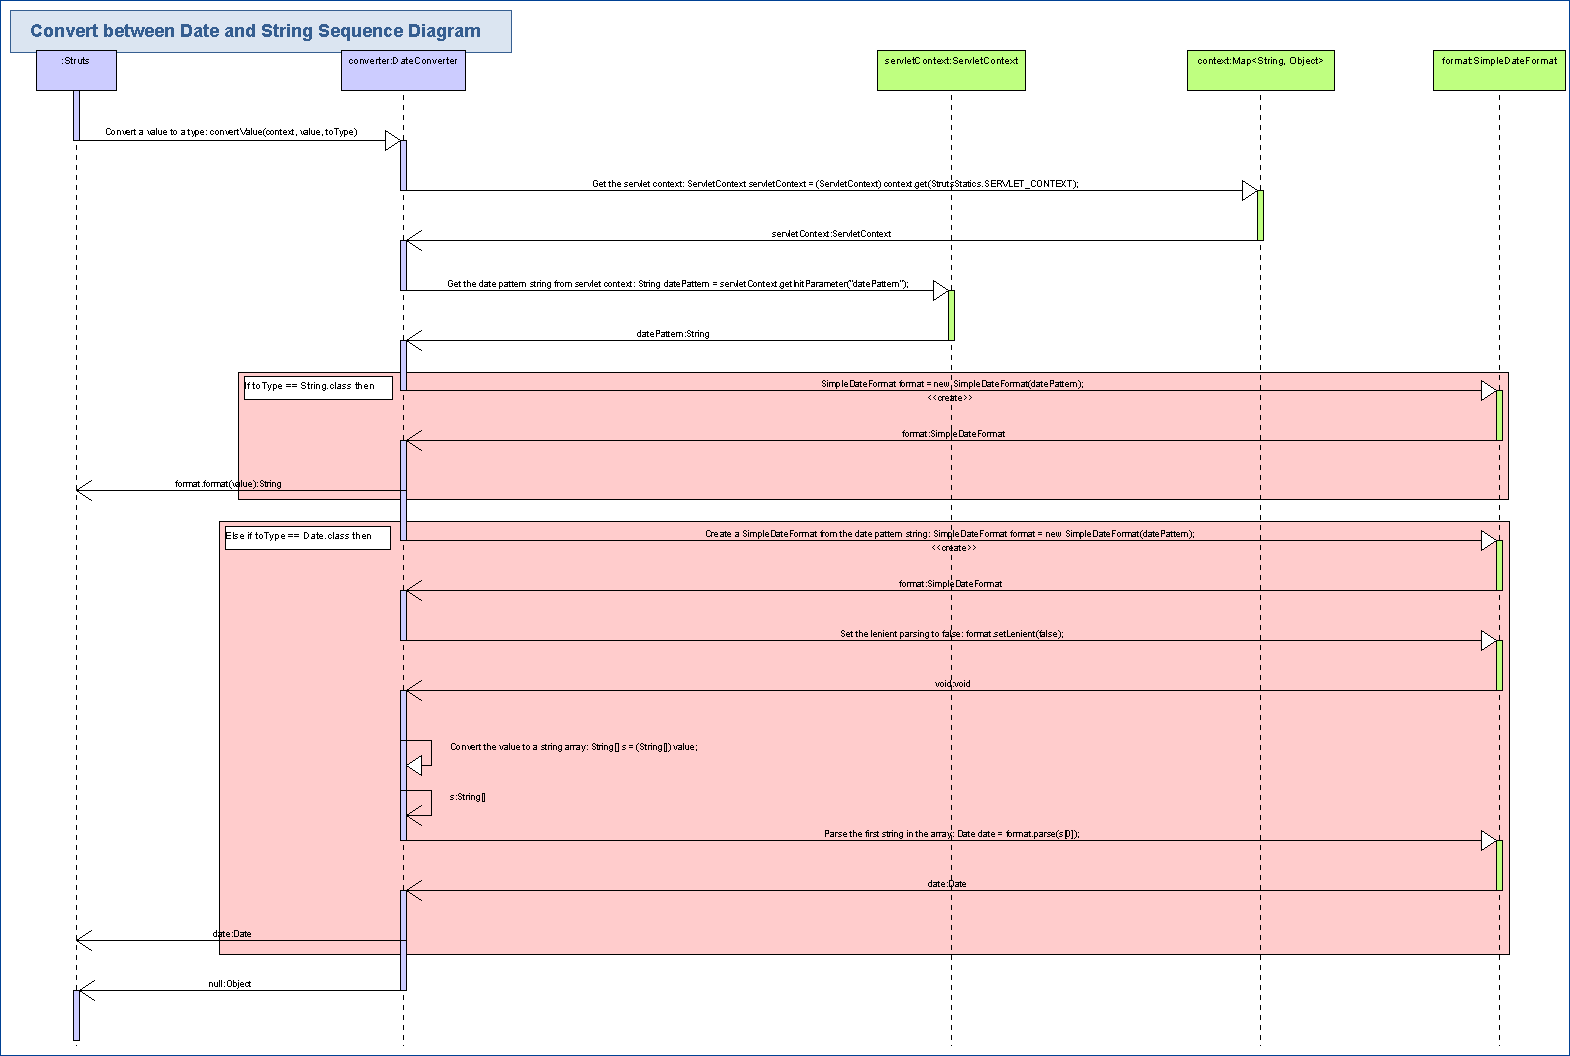 Convert between Date and String Sequence Diagram
:Struts
converter:DateConverter
servletContext:ServletContext
context:Map<String, Object>
format:SimpleDateFormat
Convert a value to a type: convertValue(context, value, toType)
Get the servlet context: ServletContext servletContext = (ServletContext) context.get(StrutsStatics.SERVLET_CONTEXT);
servletContext:ServletContext
Get the date pattern string from servlet context: String datePattern = servletContext.getInitParameter("datePattern");
datePattern:String
If toType == String.class then
SimpleDateFormat format = new SimpleDateFormat(datePattern);
<<create>>
format:SimpleDateFormat
format.format(value):String
Else if toType == Date.class then
Create a SimpleDateFormat from the date pattern string: SimpleDateFormat format = new SimpleDateFormat(datePattern);
<<create>>
format:SimpleDateFormat
Set the lenient parsing to false: format.setLenient(false);
void:void
Convert the value to a string array: String[] s = (String[]) value;
s:String[]
Parse the first string in the array: Date date = format.parse(s[0]);
date:Date
date:Date
null:Object